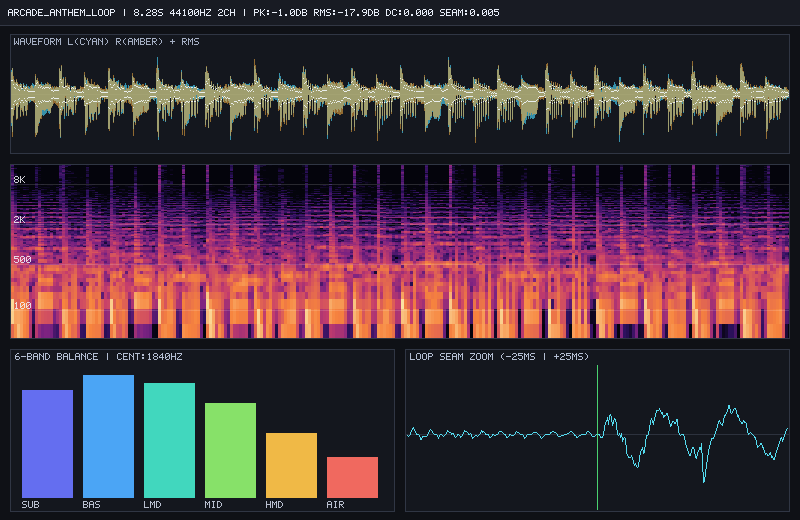 ARCADE_ANTHEM_LOOP | 8.28S 44100HZ 2CH | PK:-1.0DB RMS:-17.9DB DC:0.000 SEAM:0.005
WAVEFORM L(CYAN) R(AMBER) + RMS
8K
2K
500
100
6-BAND BALANCE | CENT:1840HZ
LOOP SEAM ZOOM (-25MS | +25MS)
SUB BAS LMD MID HMD AIR